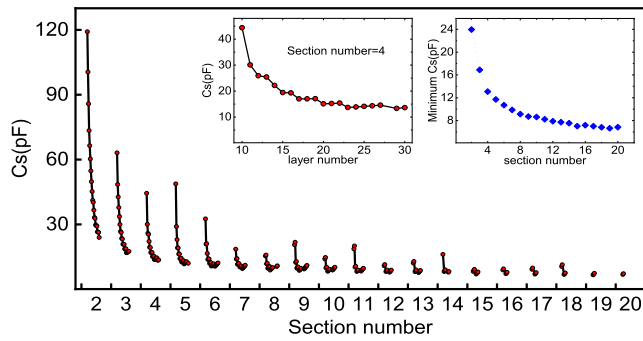 120
90
60
30
Cs(pF)
2 3 4 5 6 7 8 9 10 11 12 13 14 15 16 17 18 19 20
Section number
40
30
20
10
0
Cs(pF)
Section number=4
10 15 20 25 30
layer number
24
20
16
12
8
Minimum Cs(pF)
4 8 12 16 20
section number